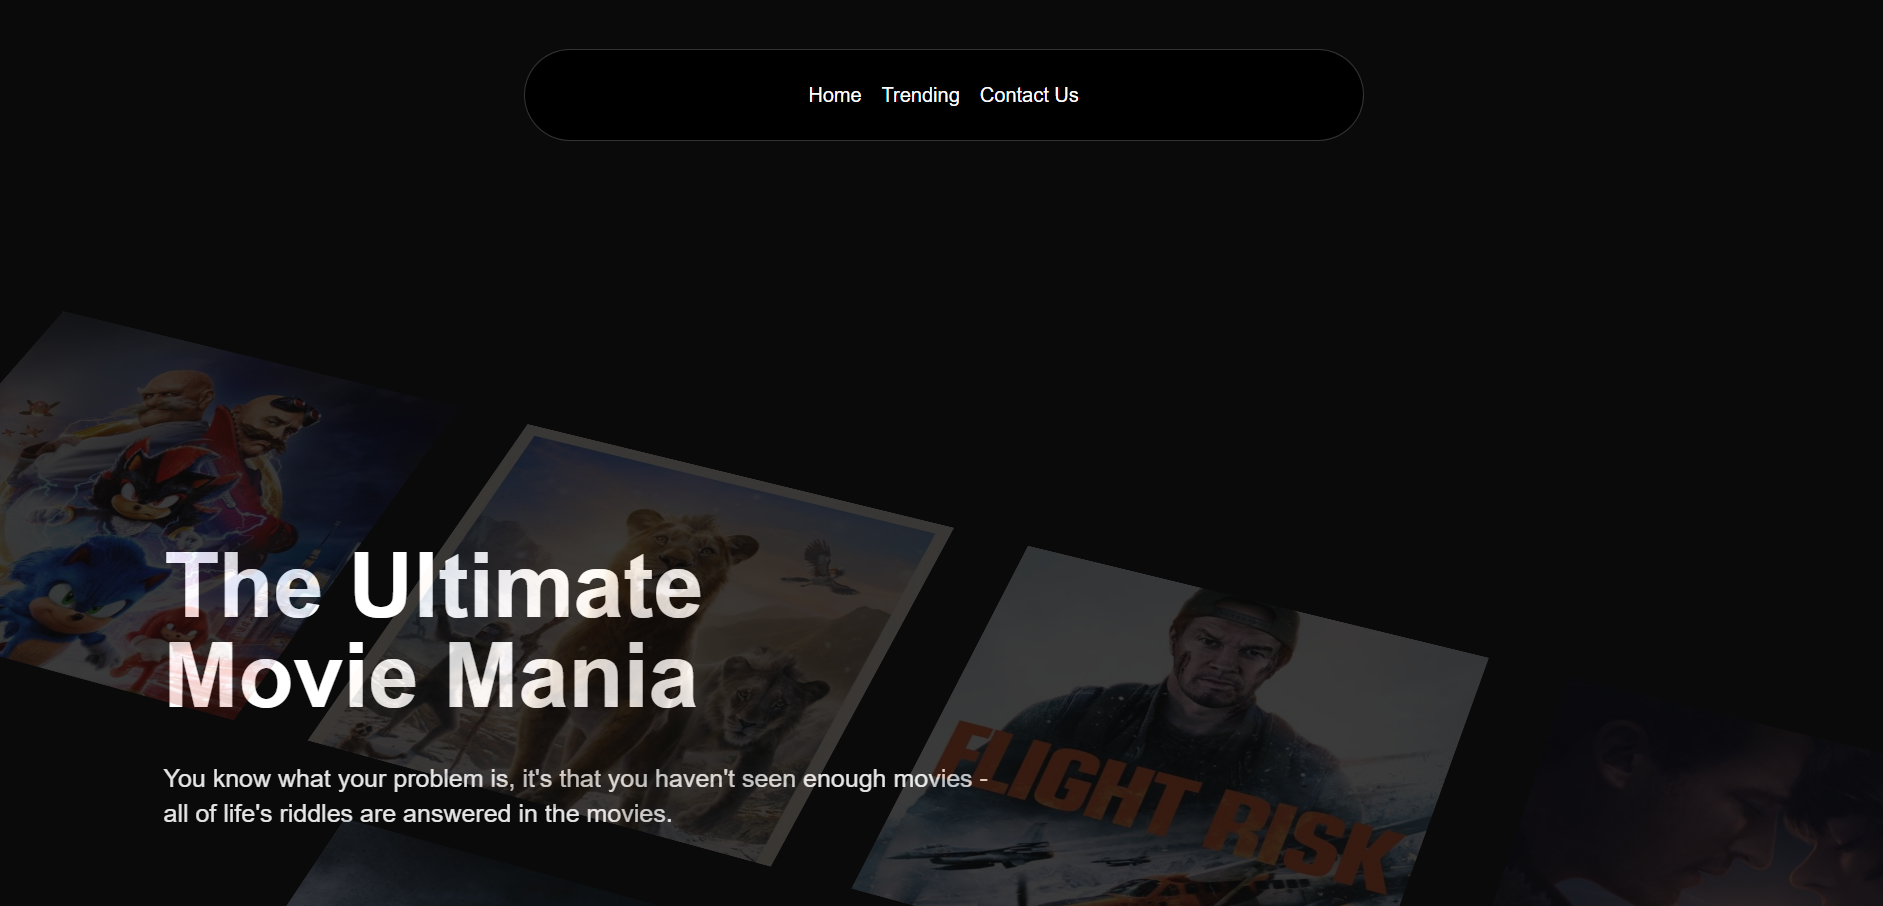 Home Trending Contact Us
The Ultimate
Movie Mania
You know what your problem is, it's that you haven't seen enough movies -
all of life's riddles are answered in the movies.
FLIGHT RISK